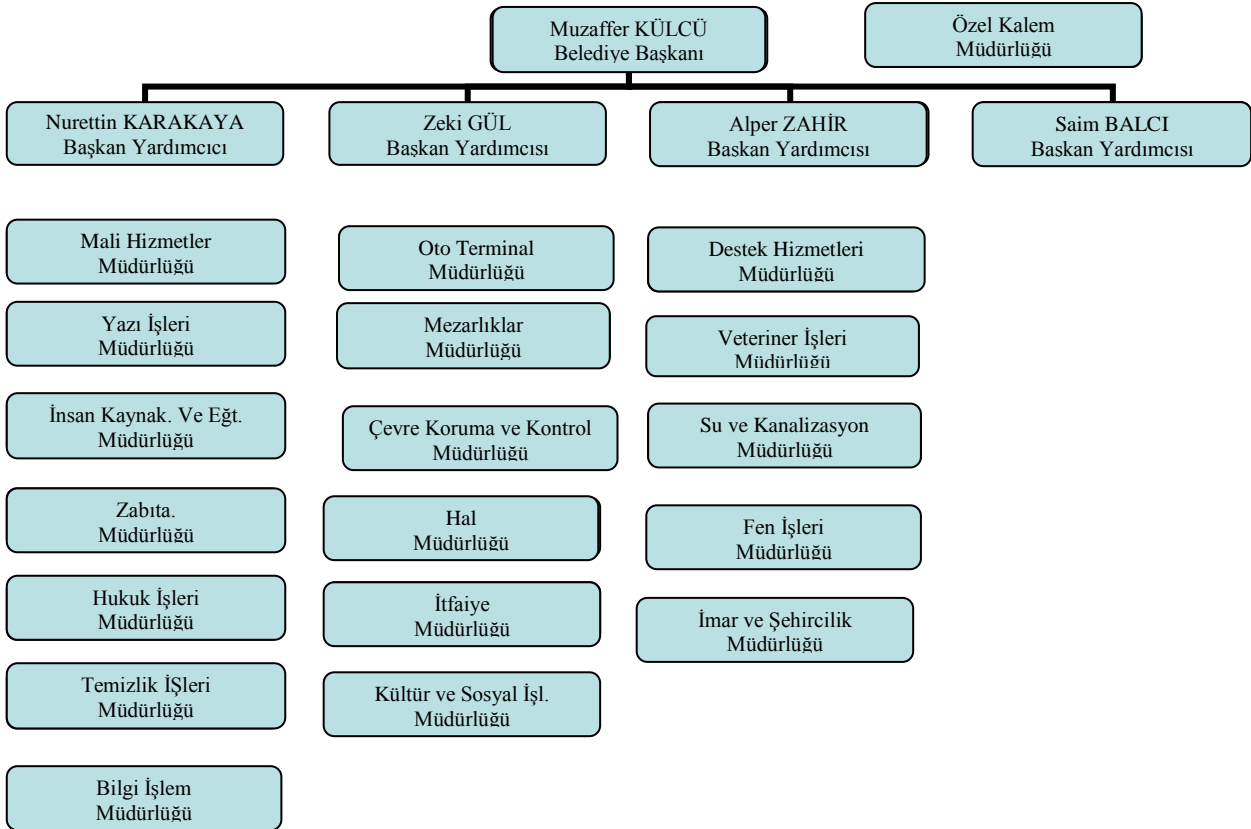 Muzaffer KÜLCÜ
Belediye Başkanı
Özel Kalem
Müdürlüğü
Nurettin KARAKAYA
Başkan Yardımcıcı
Zeki GÜL
Başkan Yardımcısı
Alper ZAHİR
Baskan Yardımcısı
Saim BALCI
Baskan Yardımcısı
Mali Hizmetler
Müdürlüğü
Yazı İşleri
Müdürlüğü
İnsan Kaynak. Ve Eğt.
Müdürlüğü
Zabıta.
Müdürlüğü
Hukuk İşleri
Müdürlüğü
Temizlik İŞleri
Müdürlüğü
Bilgi İşlem
Müdürlüğü
Oto Terminal
Müdürlüğü
Mezarlıklar
Müdürlüğü
Çevre Koruma ve Kontrol
Müdürlüğü
Hal
Müdürlüğü
İtfaiye
Müdürlüğü
Kültür ve Sosyal İşl.
Müdürlüğü
Destek Hizmetleri
Müdürlüğü
Veteriner İşleri
Müdürlüğü
Su ve Kanalizasyon
Müdürlüğü
Fen İşleri
Müdürlüğü
İmar ve Şehircilik
Müdürlüğü